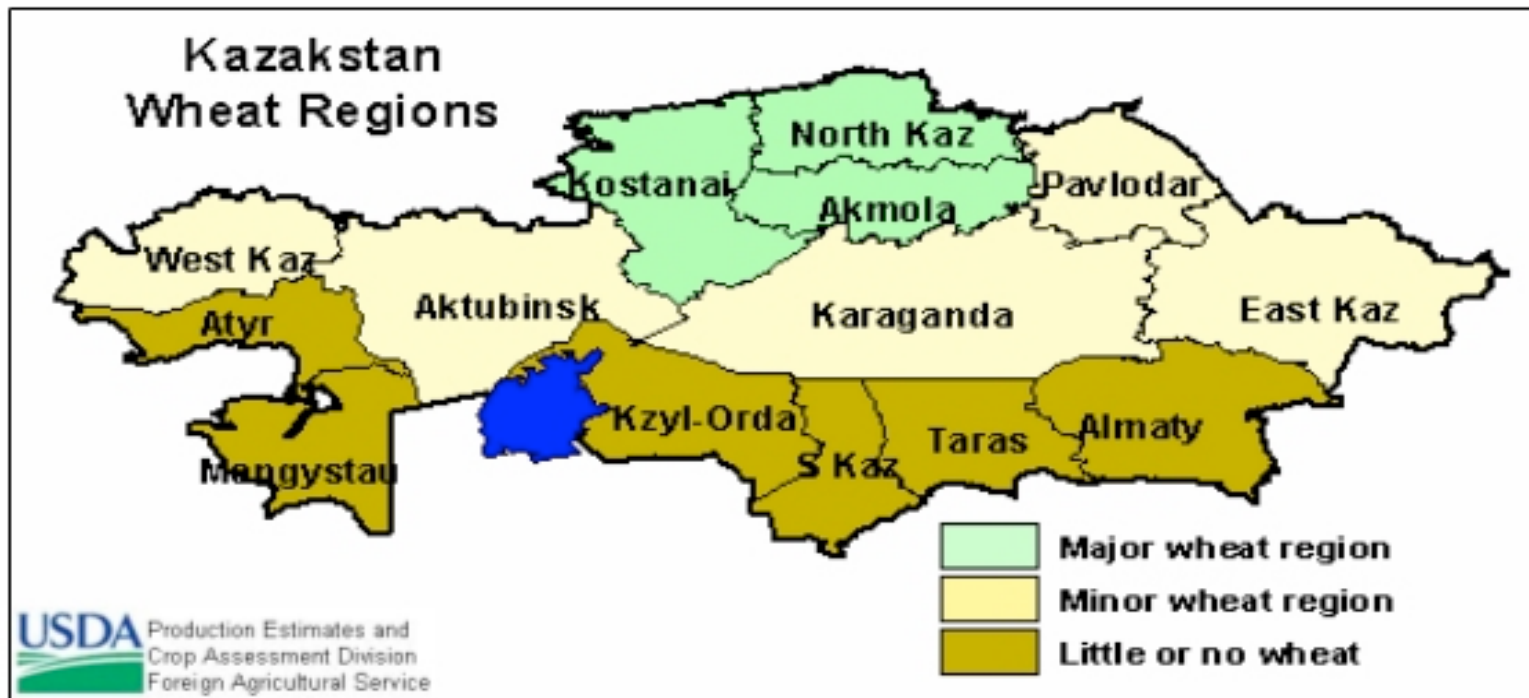 Kazakstan
Wheat Regions
North Kaz
Kostanai
Pavlodar
Akmola
West Kaz
Aktubinsk
Karaganda
East Kaz
Atyr
Kzyl-Orda
Taras
Almaty
S Kaz
Mangystau
Major wheat region
Minor wheat region
Little or no wheat
USDA
Production Estimates and
Crop Assessment Division
Foreign Agricultural Service